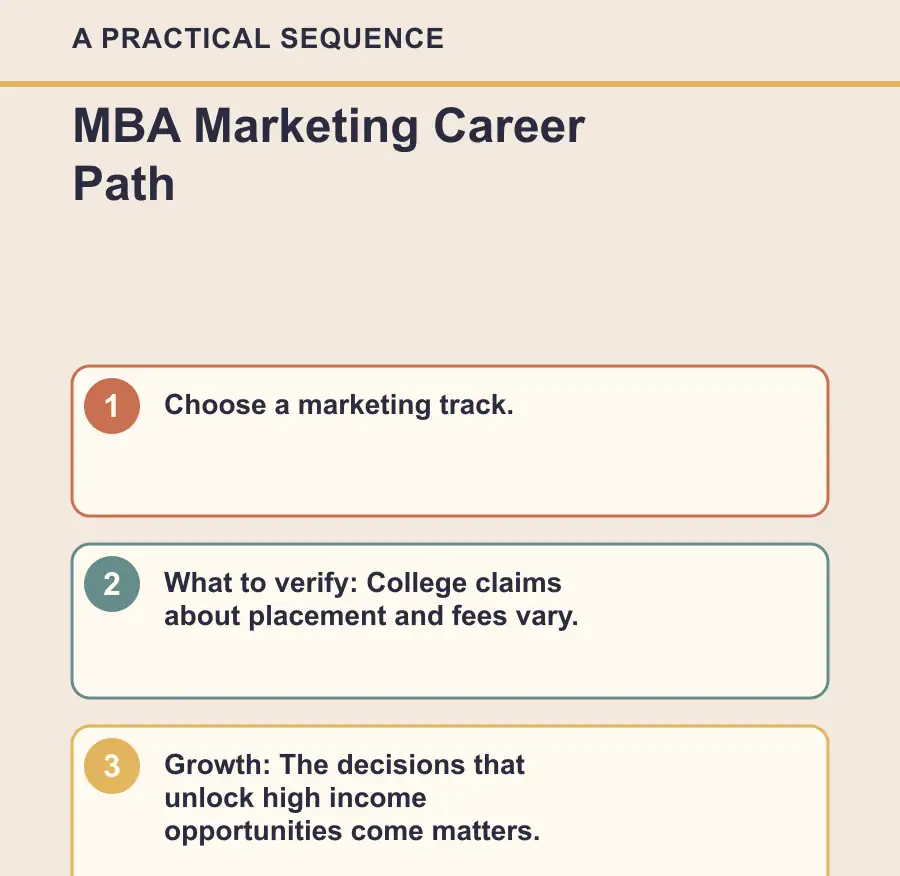 A PRACTICAL SEQUENCE
MBA Marketing Career
Path
1
Choose a marketing track.
2
What to verify: College claims
about placement and fees vary.
3
Growth: The decisions that
unlock high income
opportunities come matters.